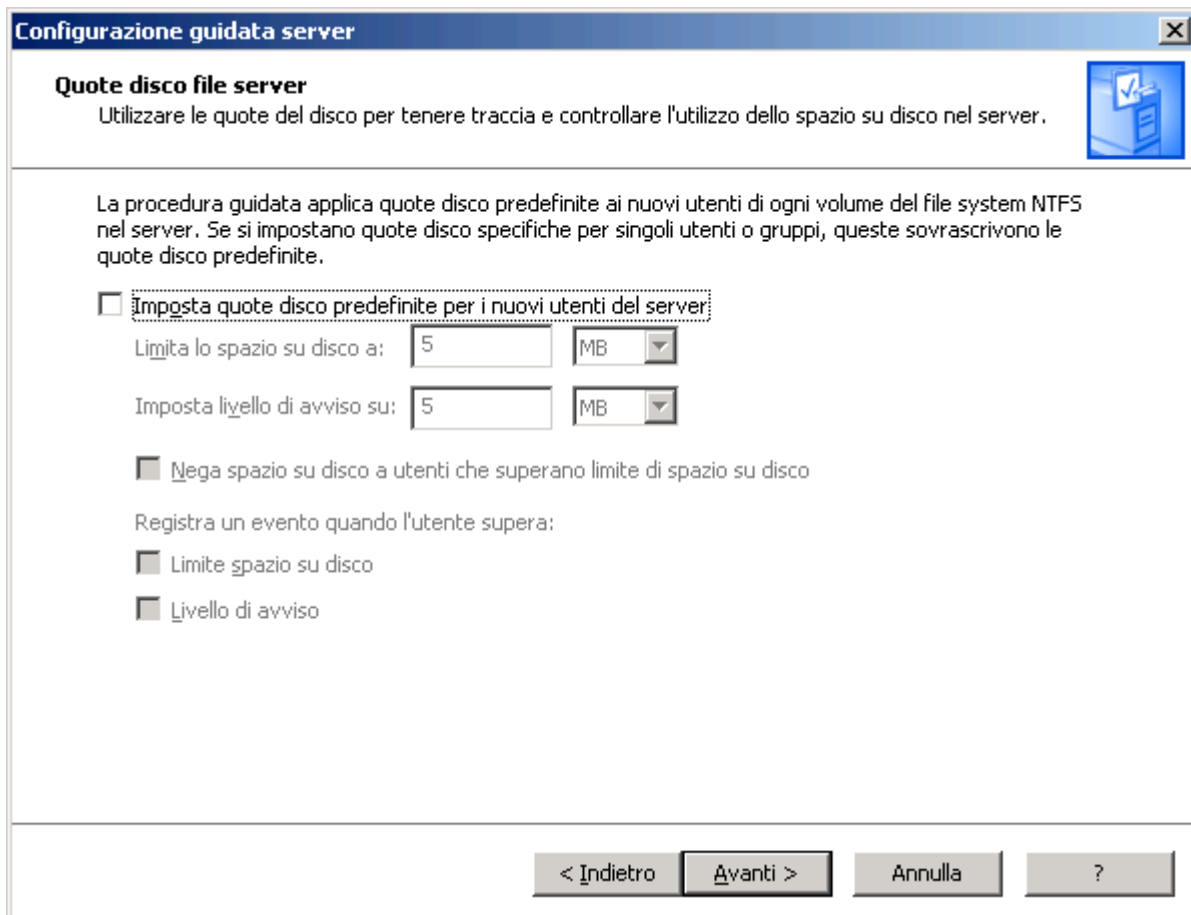 Configurazione guidata server
Quote disco file server
Utilizzare le quote del disco per tenere traccia e controllare l'utilizzo dello spazio su disco nel server.
La procedura guidata applica quote disco predefinite ai nuovi utenti di ogni volume del file system NTFS
nel server. Se si impostano quote disco specifiche per singoli utenti o gruppi, queste sovrascrivono le
quote disco predefinite.
Imposta quote disco predefinite per i nuovi utenti del server
Limita lo spazio su disco a: 5 MB
Imposta livello di avviso su: 5 MB
Nega spazio su disco a utenti che superano limite di spazio su disco
Registra un evento quando l'utente supera:
Limite spazio su disco
Livello di avviso
< Indietro Avanti > Annulla ?